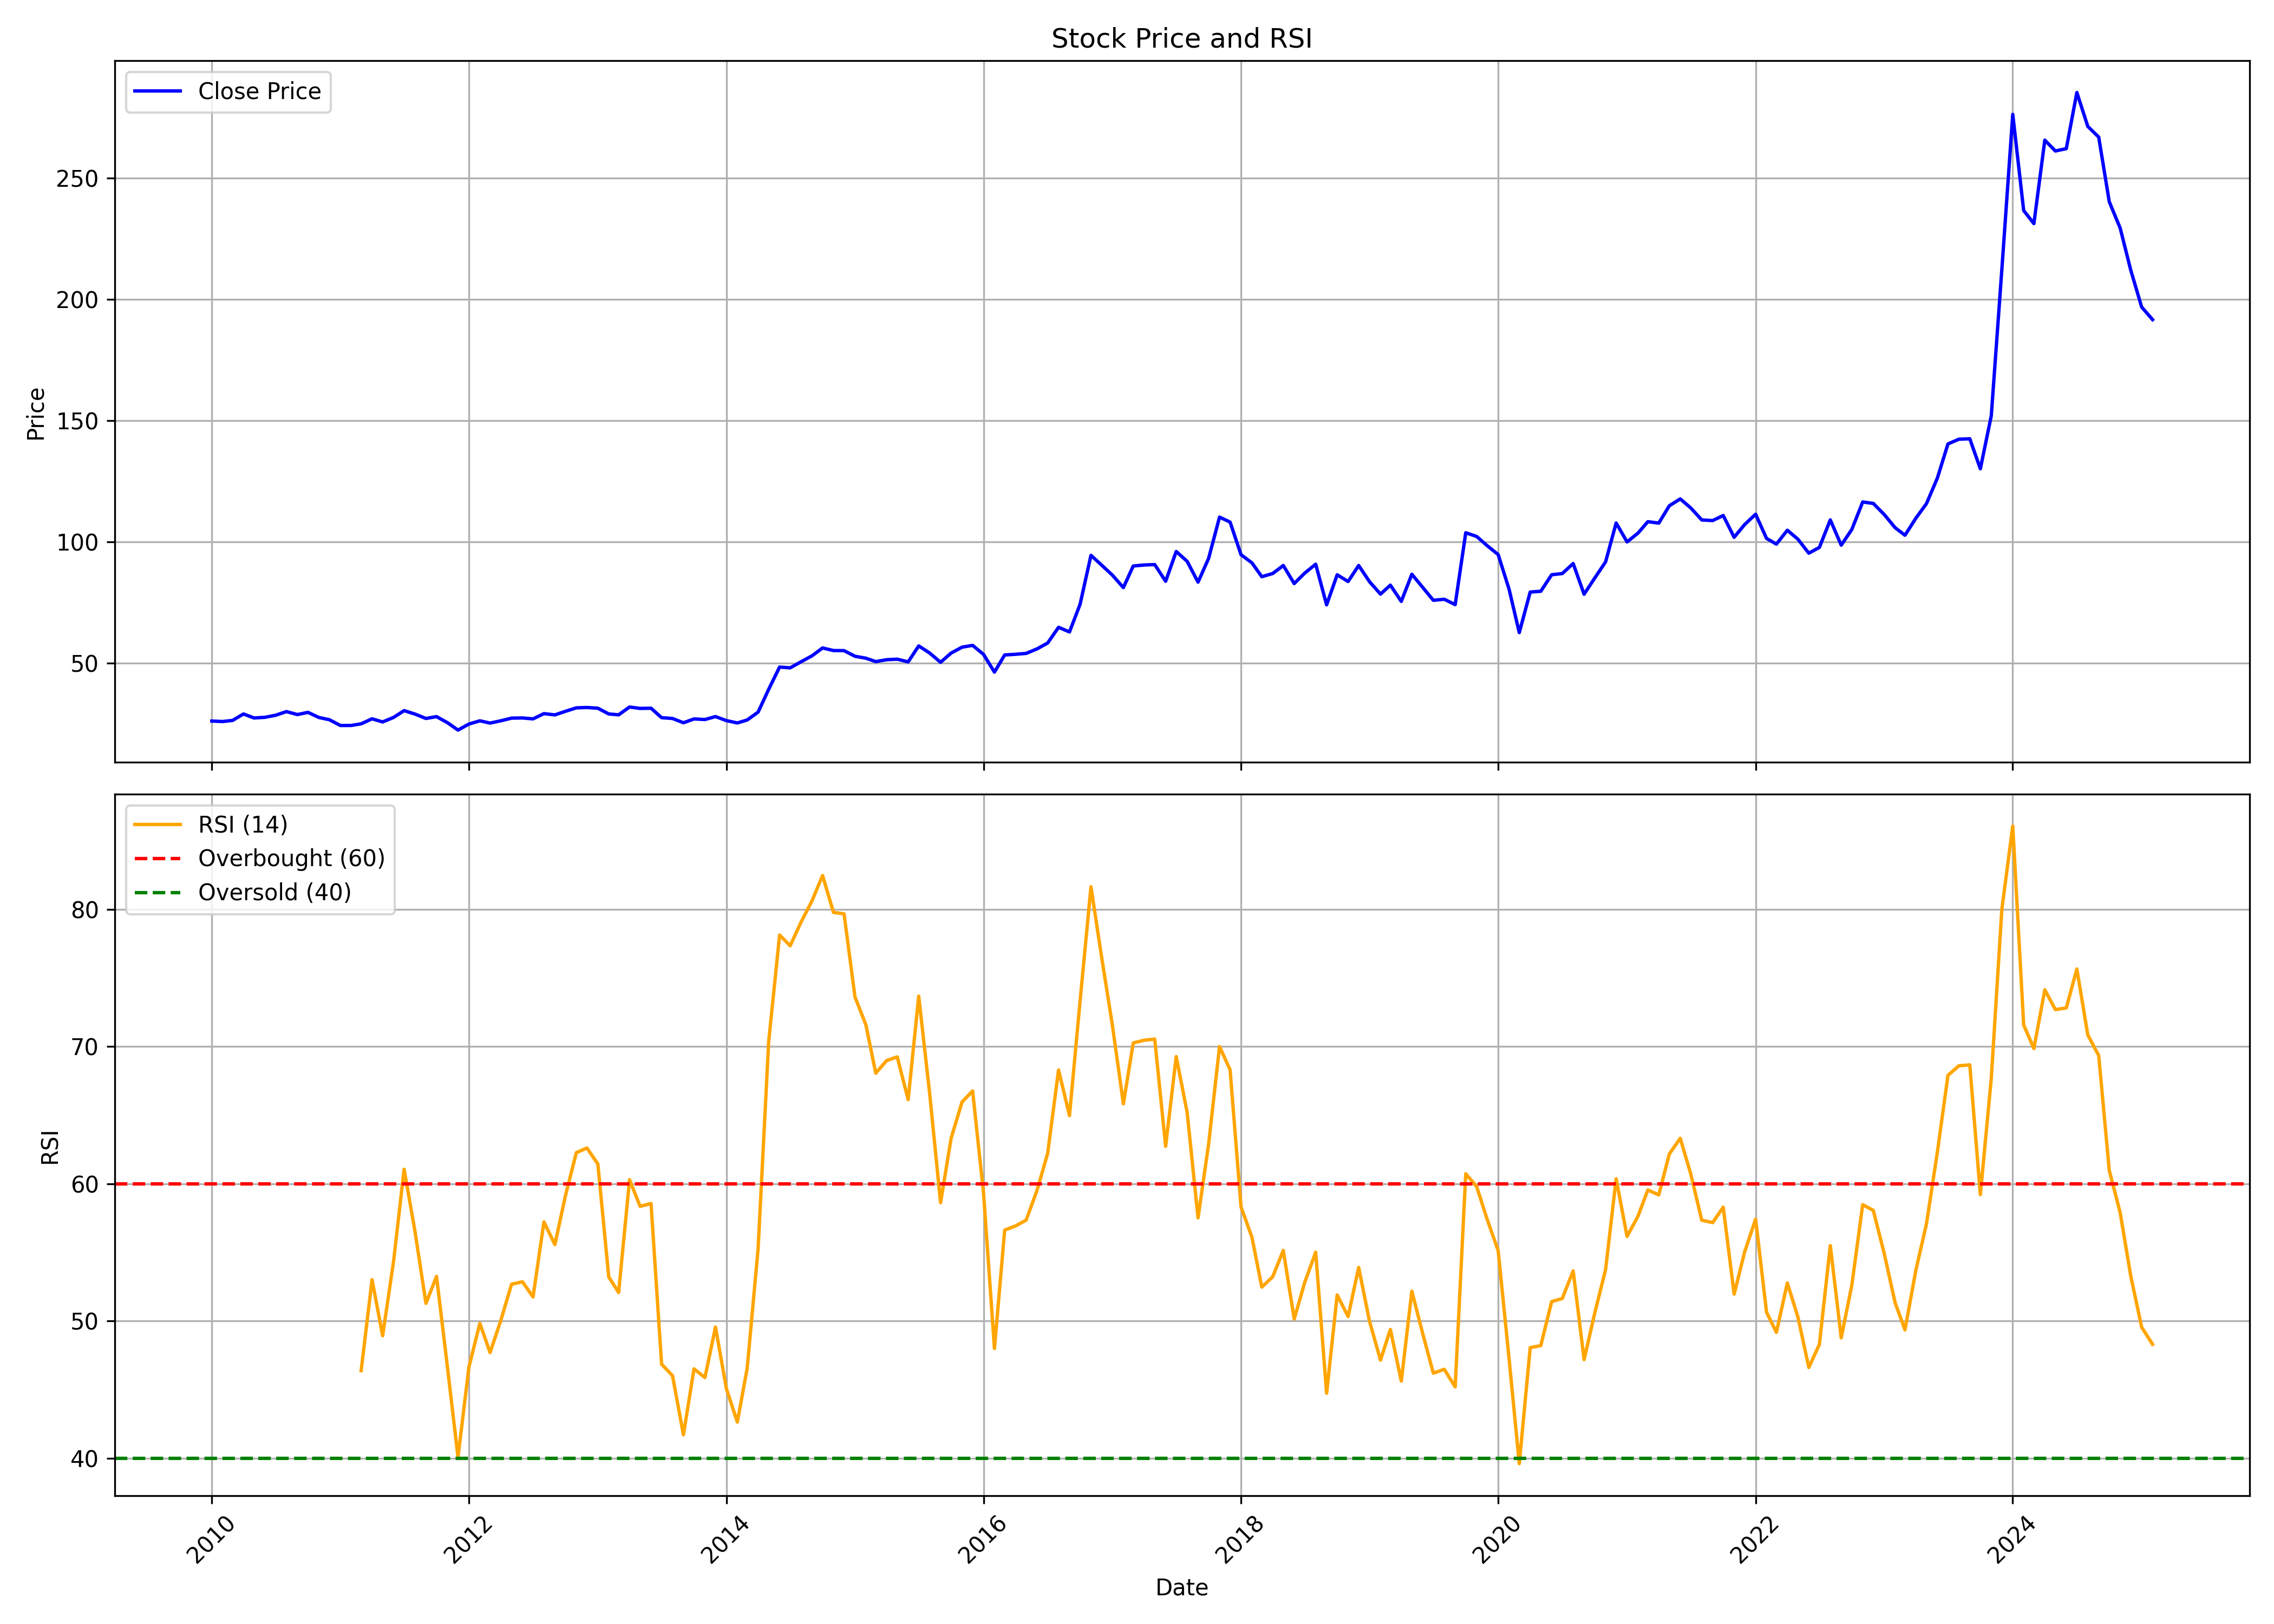 Stock Price and RSI
Close Price
250
200
150
100
50
Price
RSI (14)
Overbought (60)
Oversold (40)
80
70
60
50
40
RSI
2010
2012
2014
2016
2018
2020
2022
2024
Date